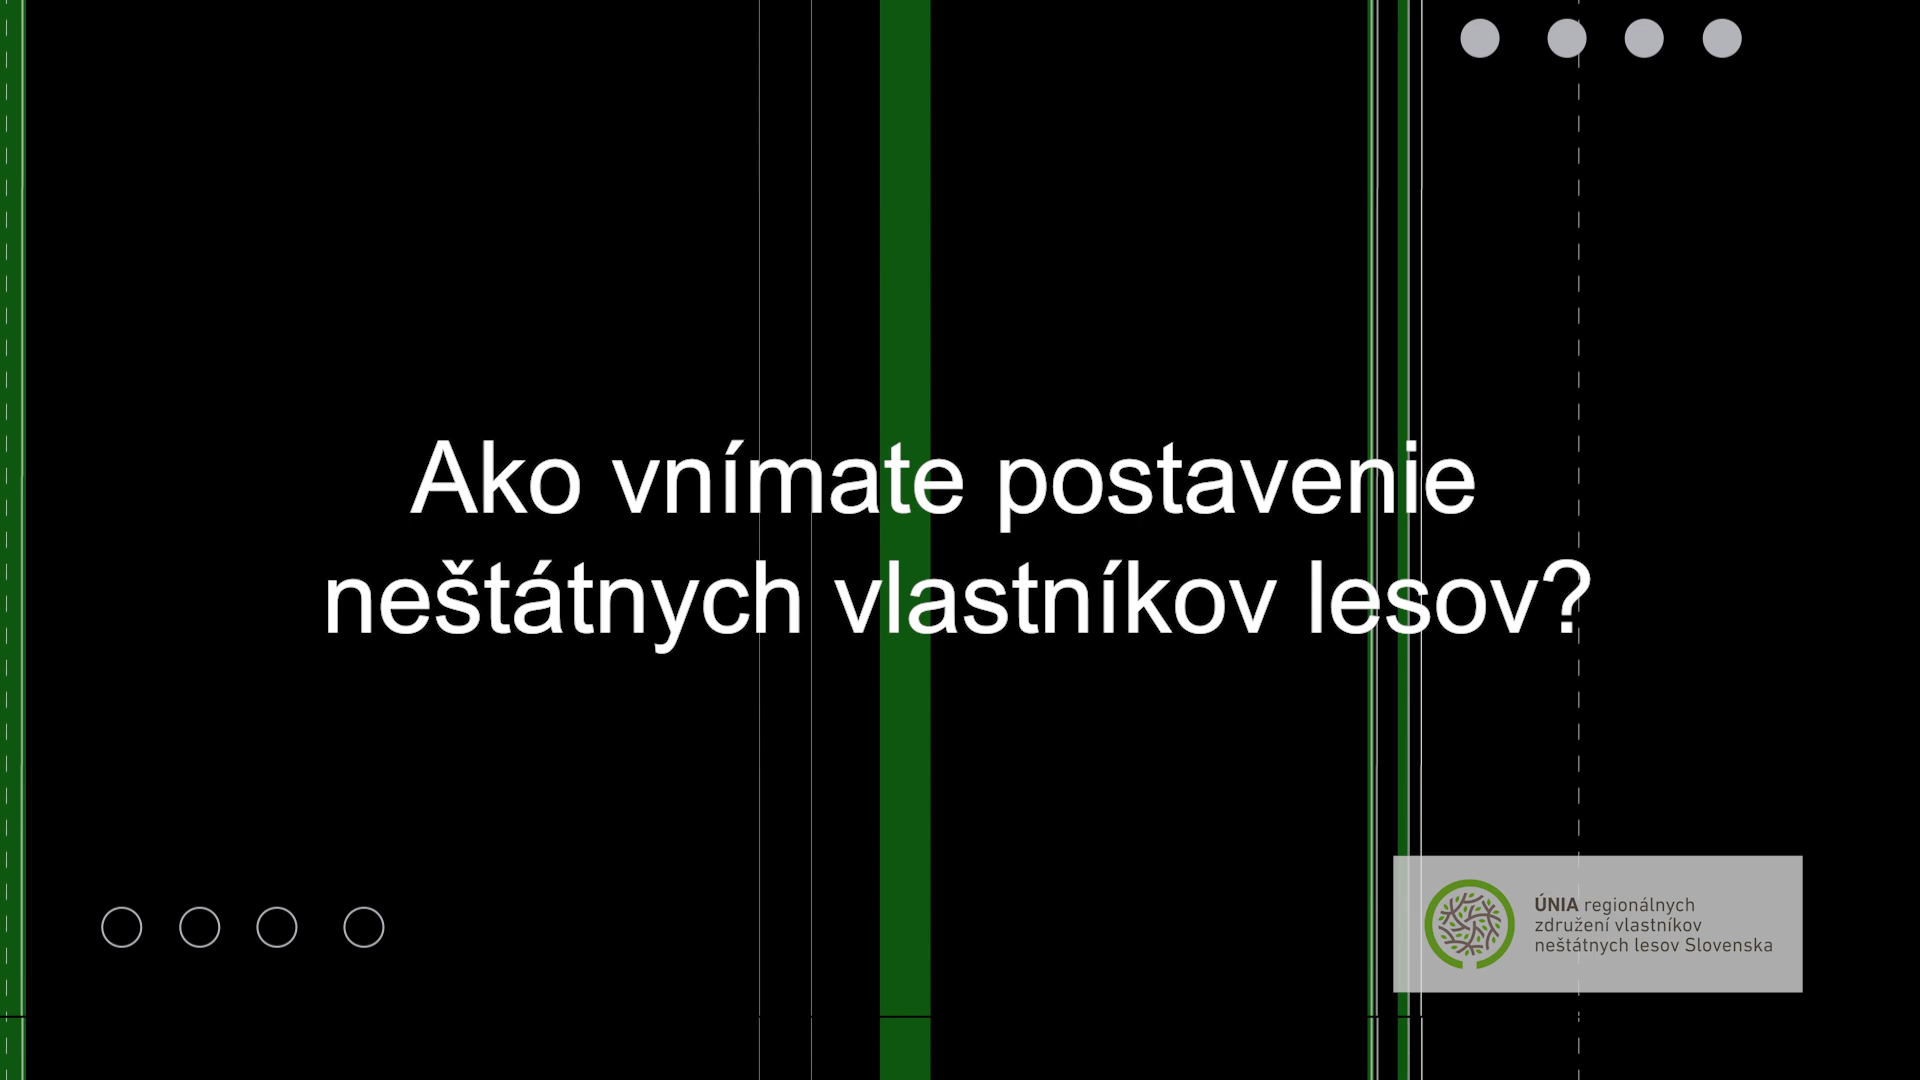 Ako vnímate postavenie
neštátnych vlastníkov lesov?
ÚNIA regionálnych
združení vlastníkov
neštátnych lesov Slovenska